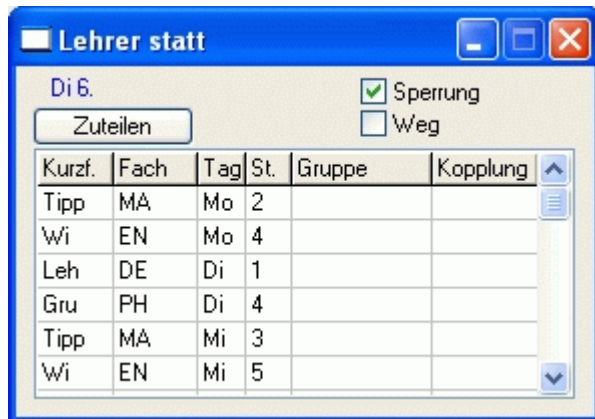 Lehrer statt
Di 6.
Sperrung
Zuteilen
Weg
Kurzf. Fach Tag St. Gruppe Kopplung
Tipp MA Mo 2
Wi EN Mo 4
Leh DE Di 1
Gru PH Di 4
Tipp MA Mi 3
Wi EN Mi 5